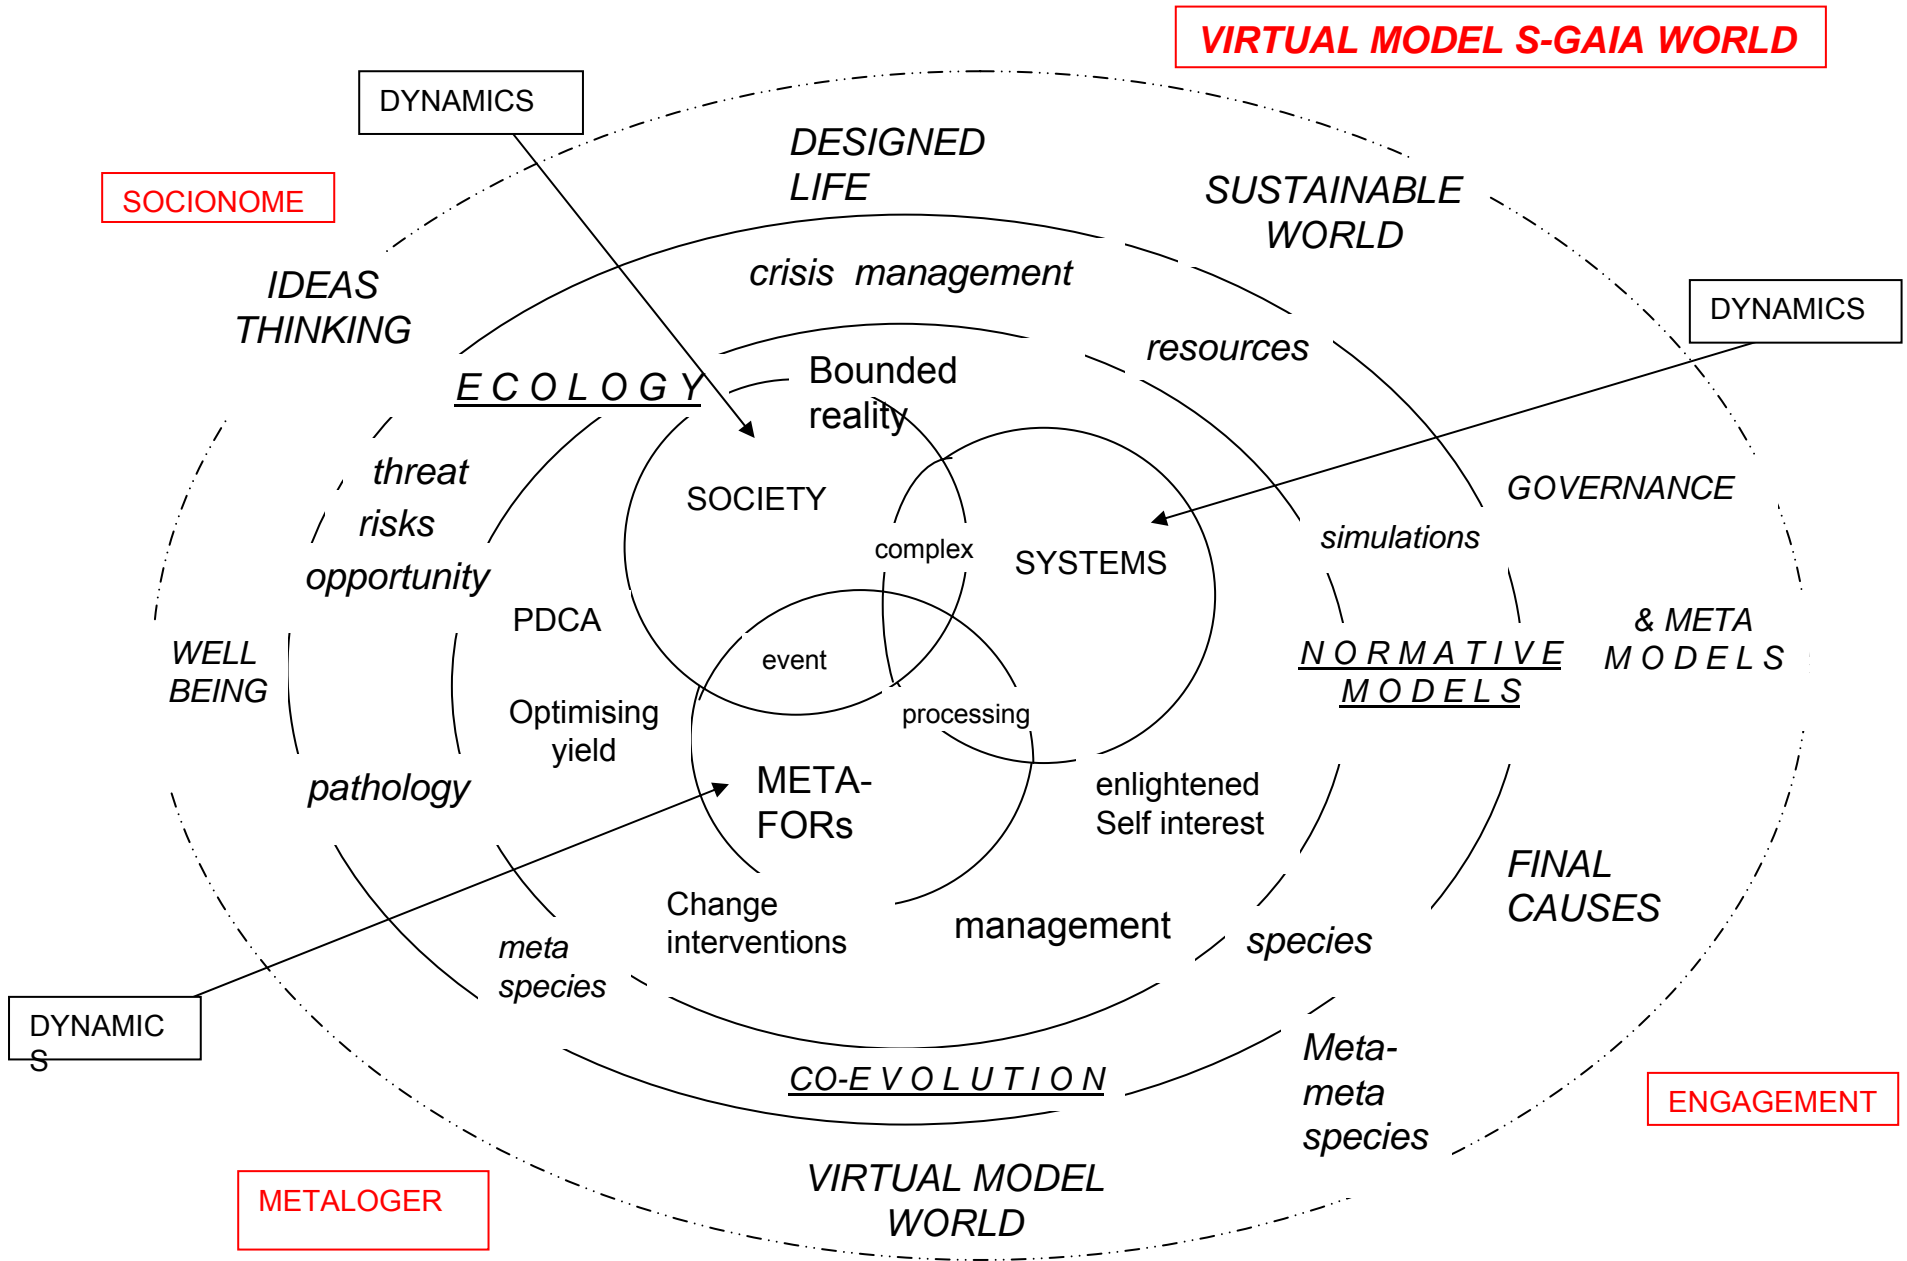 VIRTUAL MODEL S-GAIA WORLD
DYNAMICS
DESIGNED
LIFE
SUSTAINABLE
WORLD
SOCIONOME
IDEAS
THINKING
crisis  management
DYNAMICS
resources
E C O L O G Y
Bounded
reality
threat
risks
opportunity
SOCIETY
complex
SYSTEMS
simulations
GOVERNANCE
PDCA
event
WELL
BEING
N O R M A T I V E
M O D E L S
& META
M O D E L S
Optimising
yield
processing
pathology
META-
FORs
enlightened
Self interest
FINAL
CAUSES
Change
interventions
management
species
meta
species
DYNAMIC
S
CO-E V O L U T I O N
Meta-
meta
species
ENGAGEMENT
METALOGER
VIRTUAL MODEL
WORLD